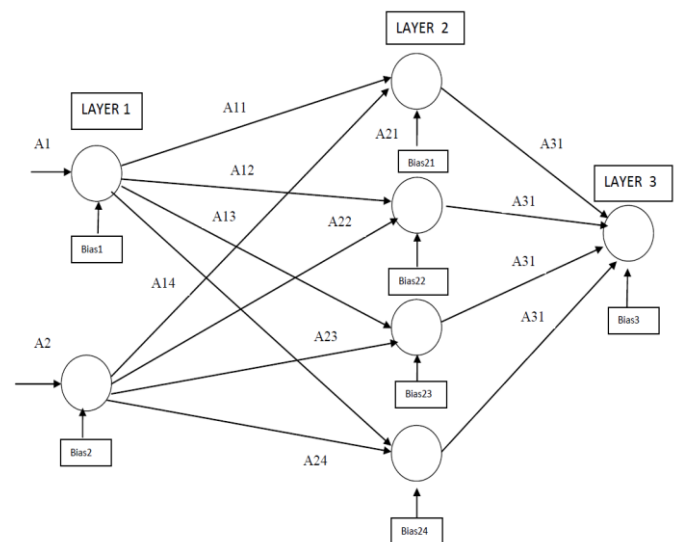 LAYER 2
LAYER 1
A11
A1
A21
A31
Bias21
A12
LAYER 3
A31
A13
A22
Bias1
A31
Bias22
A14
Bias3
A31
A2
A23
Bias23
Bias2
A24
Bias24